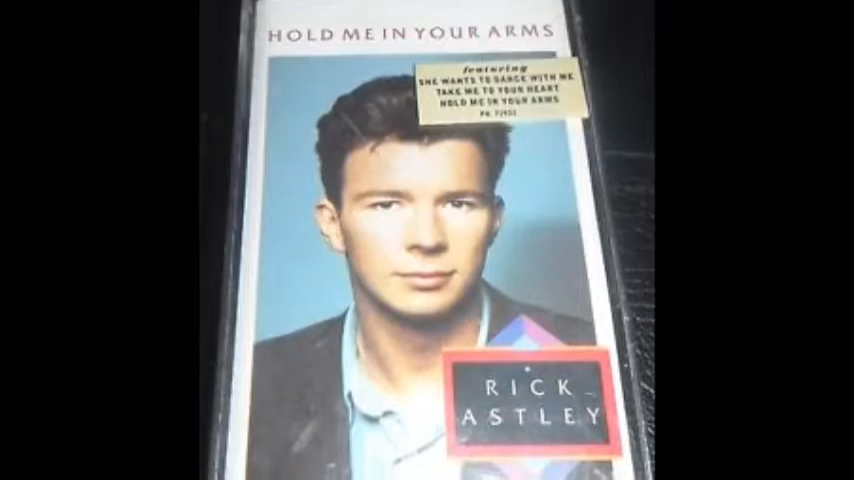 HOLD ME IN YOUR ARMS
featuring
SHE WANTS TO DANCE WITH ME
TAKE ME TO YOUR HEART
HOLD ME IN YOUR ARMS
RICK
ASTLEY